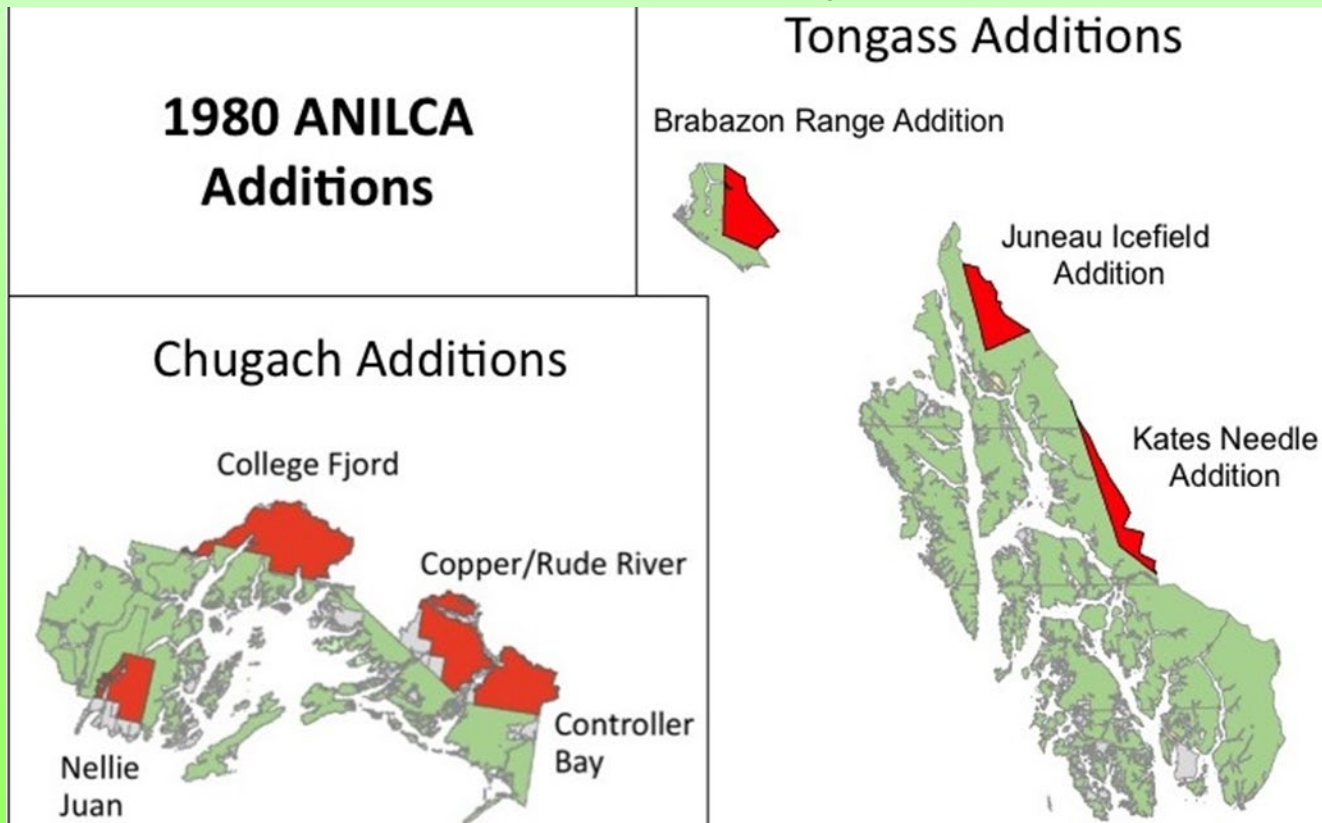 1980 ANILCA
Additions
Tongass Additions
Brabazon Range Addition
Juneau Icefield
Addition
Kates Needle
Addition
Chugach Additions
College Fjord
Copper/Rude River
Controller
Bay
Nellie
Juan